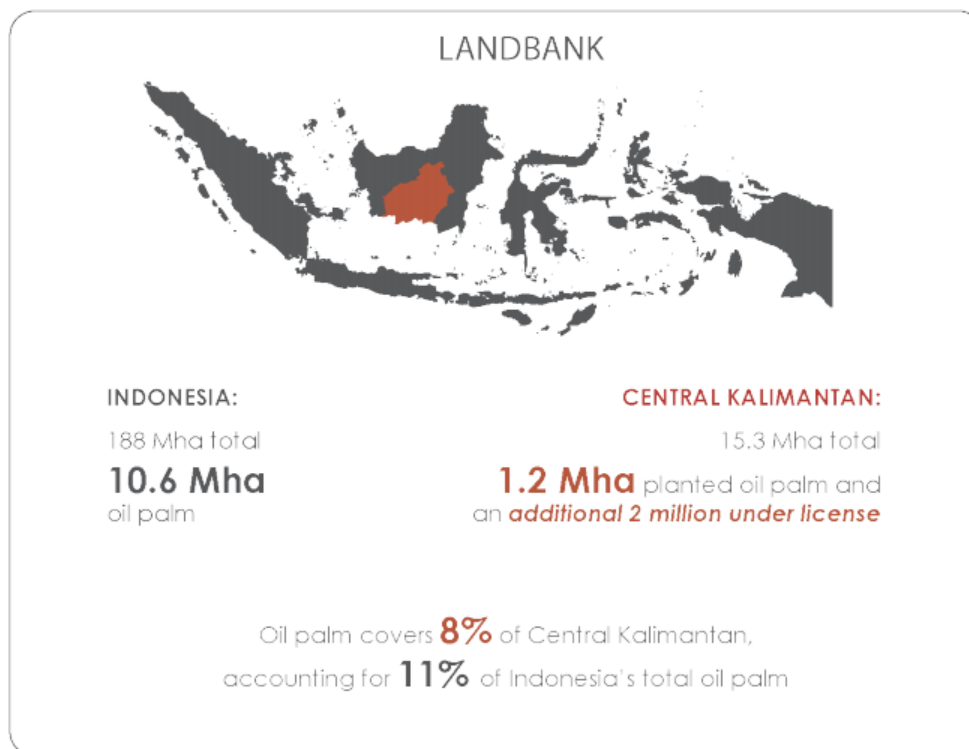 LANDBANK
INDONESIA:
188 Mha total
10.6 Mha
oil palm
CENTRAL KALIMANTAN:
15.3 Mha total
1.2 Mha planted oil palm and
an additional 2 million under license
Oil palm covers 8% of Central Kalimantan,
accounting for 11% of Indonesia's total oil palm